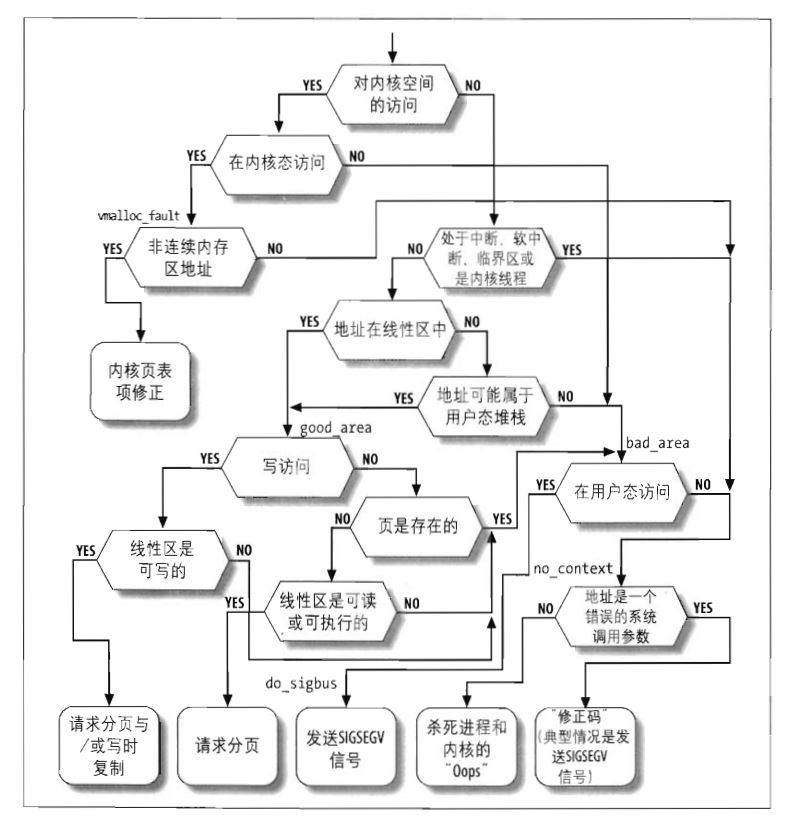 对内核空间
的访问
YES
NO
在内核态访问
YES
NO
vmalloc_fault
非连续内存
区地址
YES
NO
处于中断、软中
断、临界区或
是内核线程
NO
YES
地址在线性区中
YES
NO
内核页表
项修正
地址可能属于
用户态堆栈
YES
NO
good_area
bad_area
写访问
YES
NO
在用户态访问
YES
NO
页是存在的
NO
YES
线性区是
可写的
YES
NO
no_context
线性区是可读
或可执行的
YES
NO
地址是一个
错误的系统
调用参数
NO
YES
do_sigbus
请求分页与
/或写时
复制
请求分页
发送SIGSEGV
信号
杀死进程和
内核的
“Oops”
“修正码”
(典型情况是发
送SIGSEGV
信号)